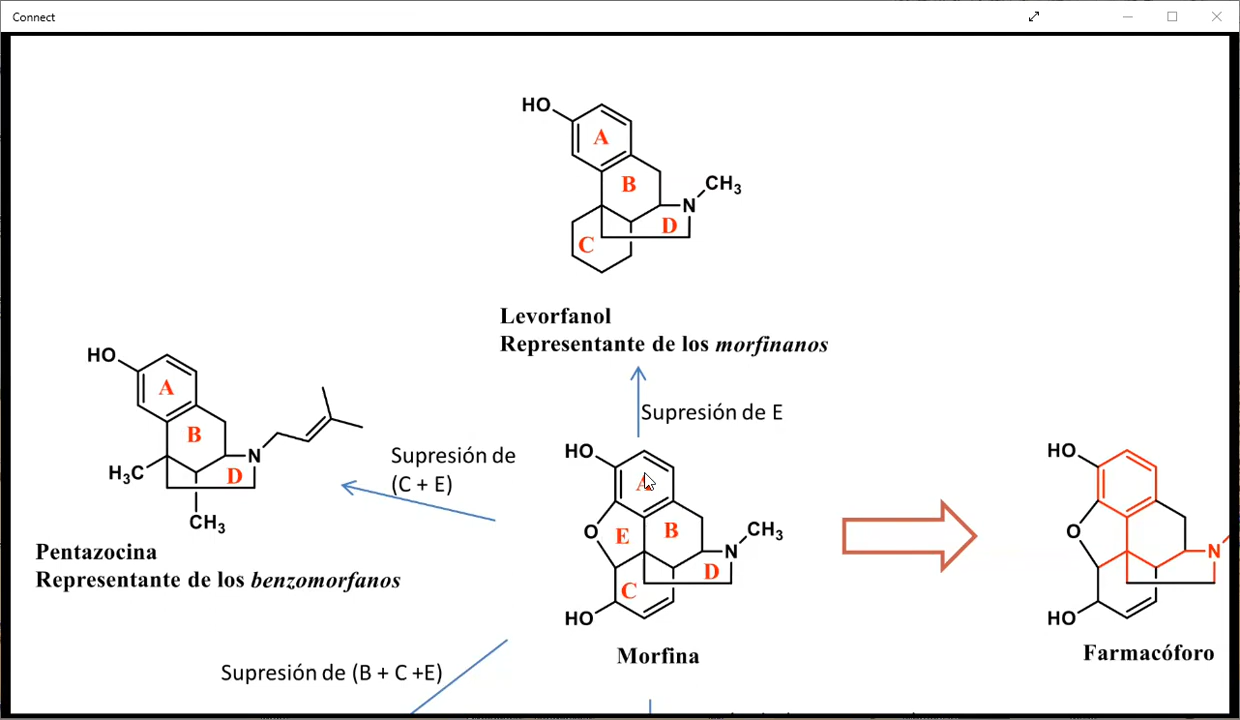 Connect
HO
A
B
CH3
N
D
C
Levorfanol
Representante de los morfinanos
HO
A
B
N
H3C
D
CH3
Pentazocina
Representante de los benzomorfanos
Supresión de
(C + E)
Supresión de E
HO
A
B
CH3
O
E
N
D
C
HO
Morfina
HO
O
N
HO
Farmacóforo
Supresión de (B + C +E)